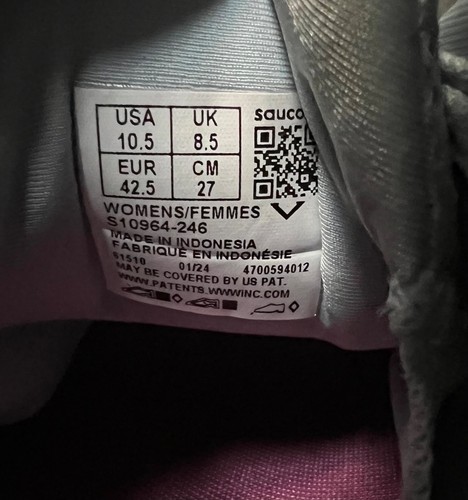 sauco
USA UK
10.5 8.5
EUR CM
42.5 27
WOMENS/FEMMES
S10964-246
MADE IN INDONESIA
FABRIQUÉ EN INDONÉSIE
61510 01/24 4700594012
MAY BE COVERED BY US PAT.
WWW.PATENTS.WWWINC.COM